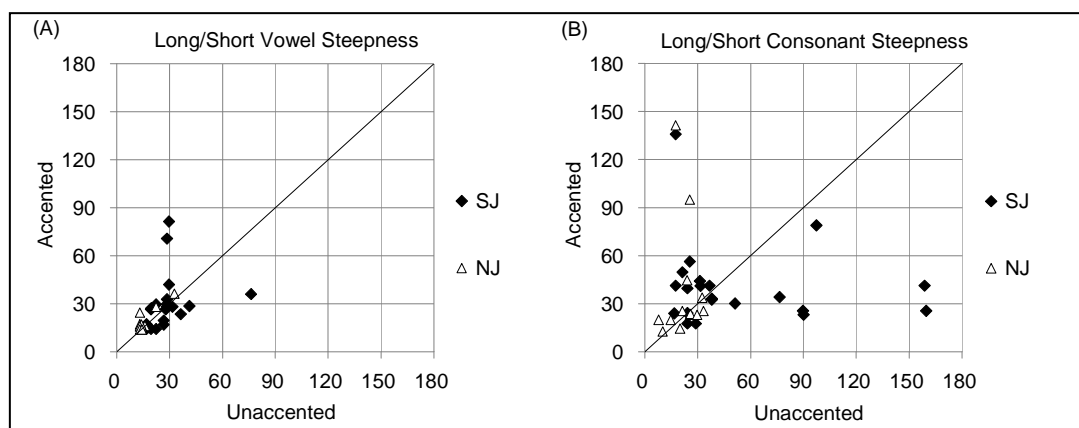 (A)
Long/Short Vowel Steepness
180
150
120
90
60
30
0
Accented
0 30 60 90 120 150 180
Unaccented
SJ
NJ
(B)
Long/Short Consonant Steepness
180
150
120
90
60
30
0
Accented
0 30 60 90 120 150 180
Unaccented
SJ
NJ